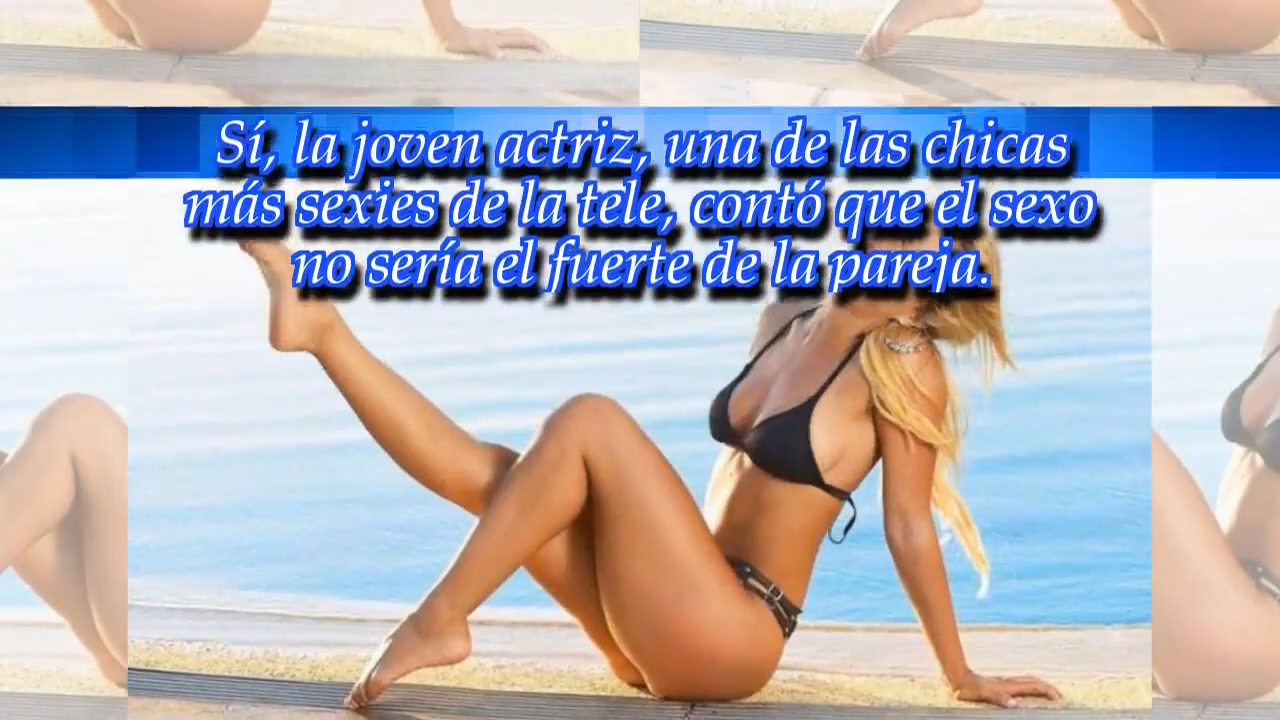 Sí, la joven actriz, una de las chicas
más sexies de la tele, contó que el sexo
no sería el fuerte de la pareja.